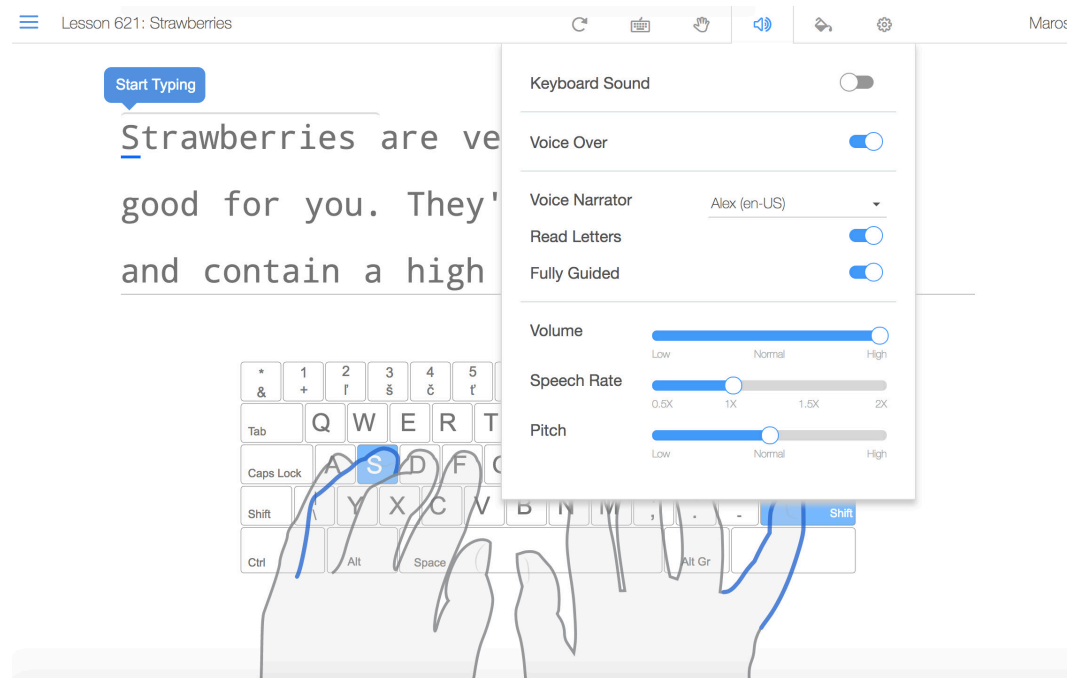 Lesson 621: Strawberries
Maros
Start Typing
Strawberries are ve
good for you. They'
and contain a high
Keyboard Sound
Voice Over
Voice Narrator Alex (en-US)
Read Letters
Fully Guided
Volume
Low Normal High
Speech Rate
0.5X 1X 1.5X 2X
Pitch
Low Normal High
* 1 2 3 4 5
& + ľ š č ť
Tab Q W E R T
Caps Lock A S D F G
Shift \ Y X C V B N M , . - Shift
Ctrl Alt Space Alt Gr